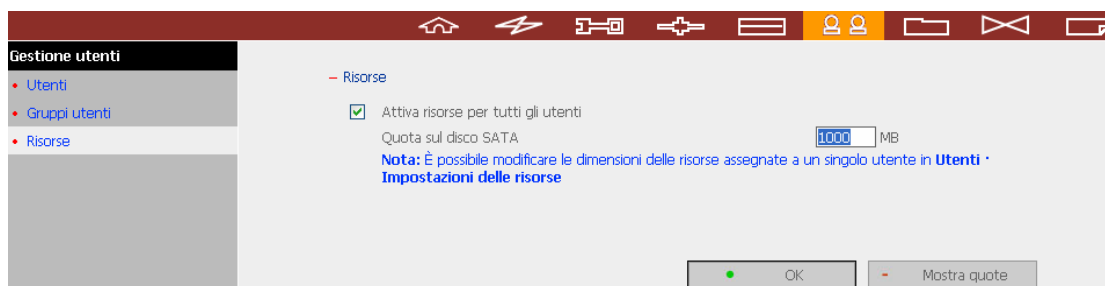 Gestione utenti
• Utenti
• Gruppi utenti
• Risorse
– Risorse
Attiva risorse per tutti gli utenti
Quota sul disco SATA 1000 MB
Nota: È possibile modificare le dimensioni delle risorse assegnate a un singolo utente in Utenti ·
Impostazioni delle risorse
OK
Mostra quote